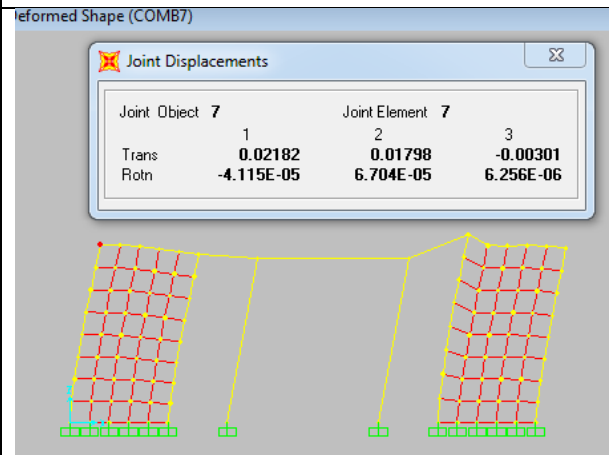 Deformed Shape (COMB7)
Joint Displacements
Joint Object 7 Joint Element 7
1 2 3
Trans 0.02182 0.01798 -0.00301
Rotn -4.115E-05 6.704E-05 6.256E-06